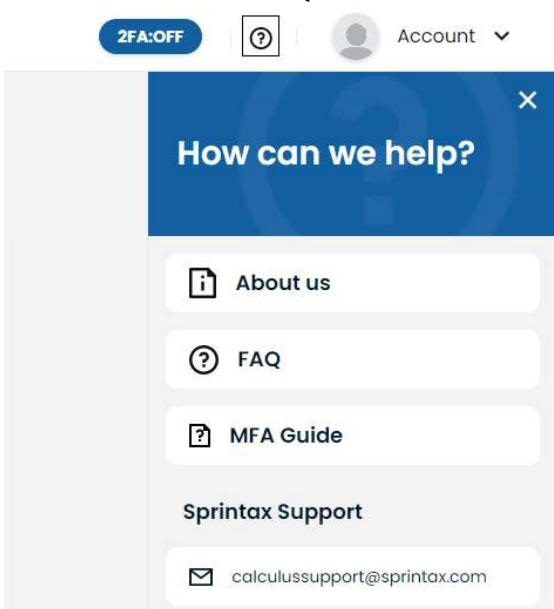 2FA:OFF
Account
How can we help?
About us
FAQ
MFA Guide
Sprintax Support
calculussupport@sprintax.com